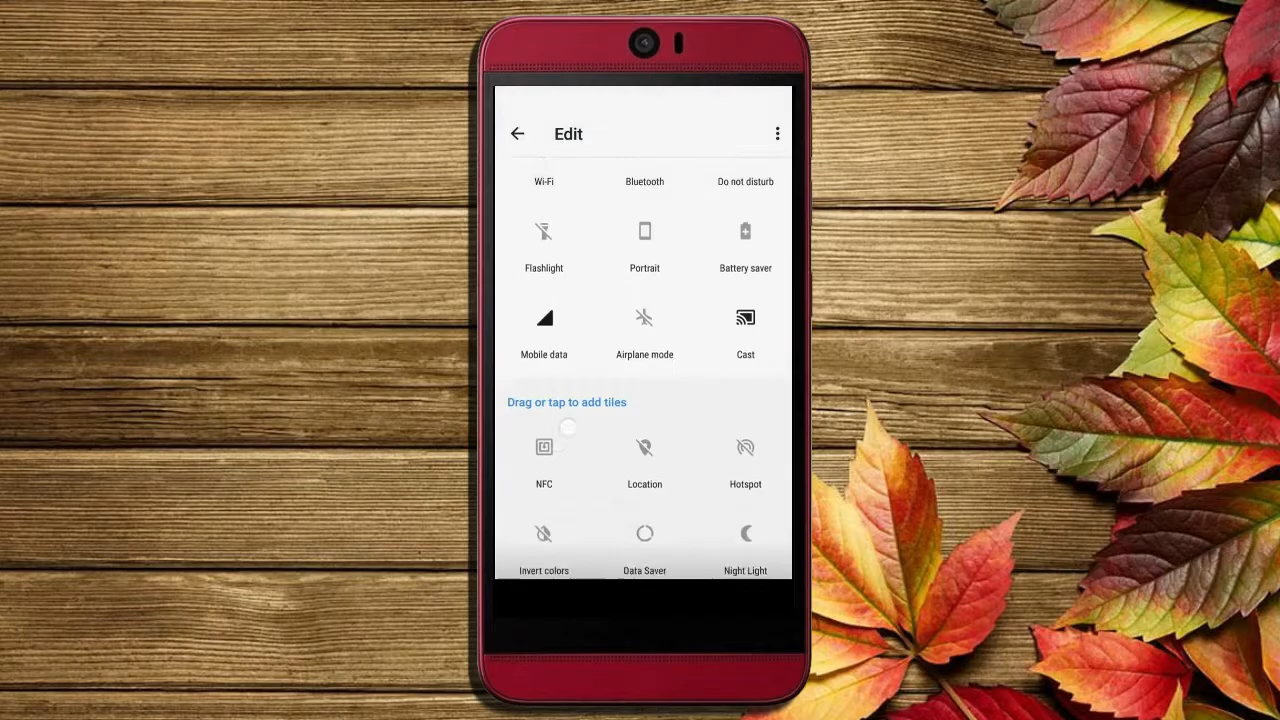 Edit
Wi-Fi Bluetooth Do not disturb
Flashlight Portrait Battery saver
Mobile data Airplane mode Cast
Drag or tap to add tiles
NFC Location Hotspot
Invert colors Data Saver Night Light